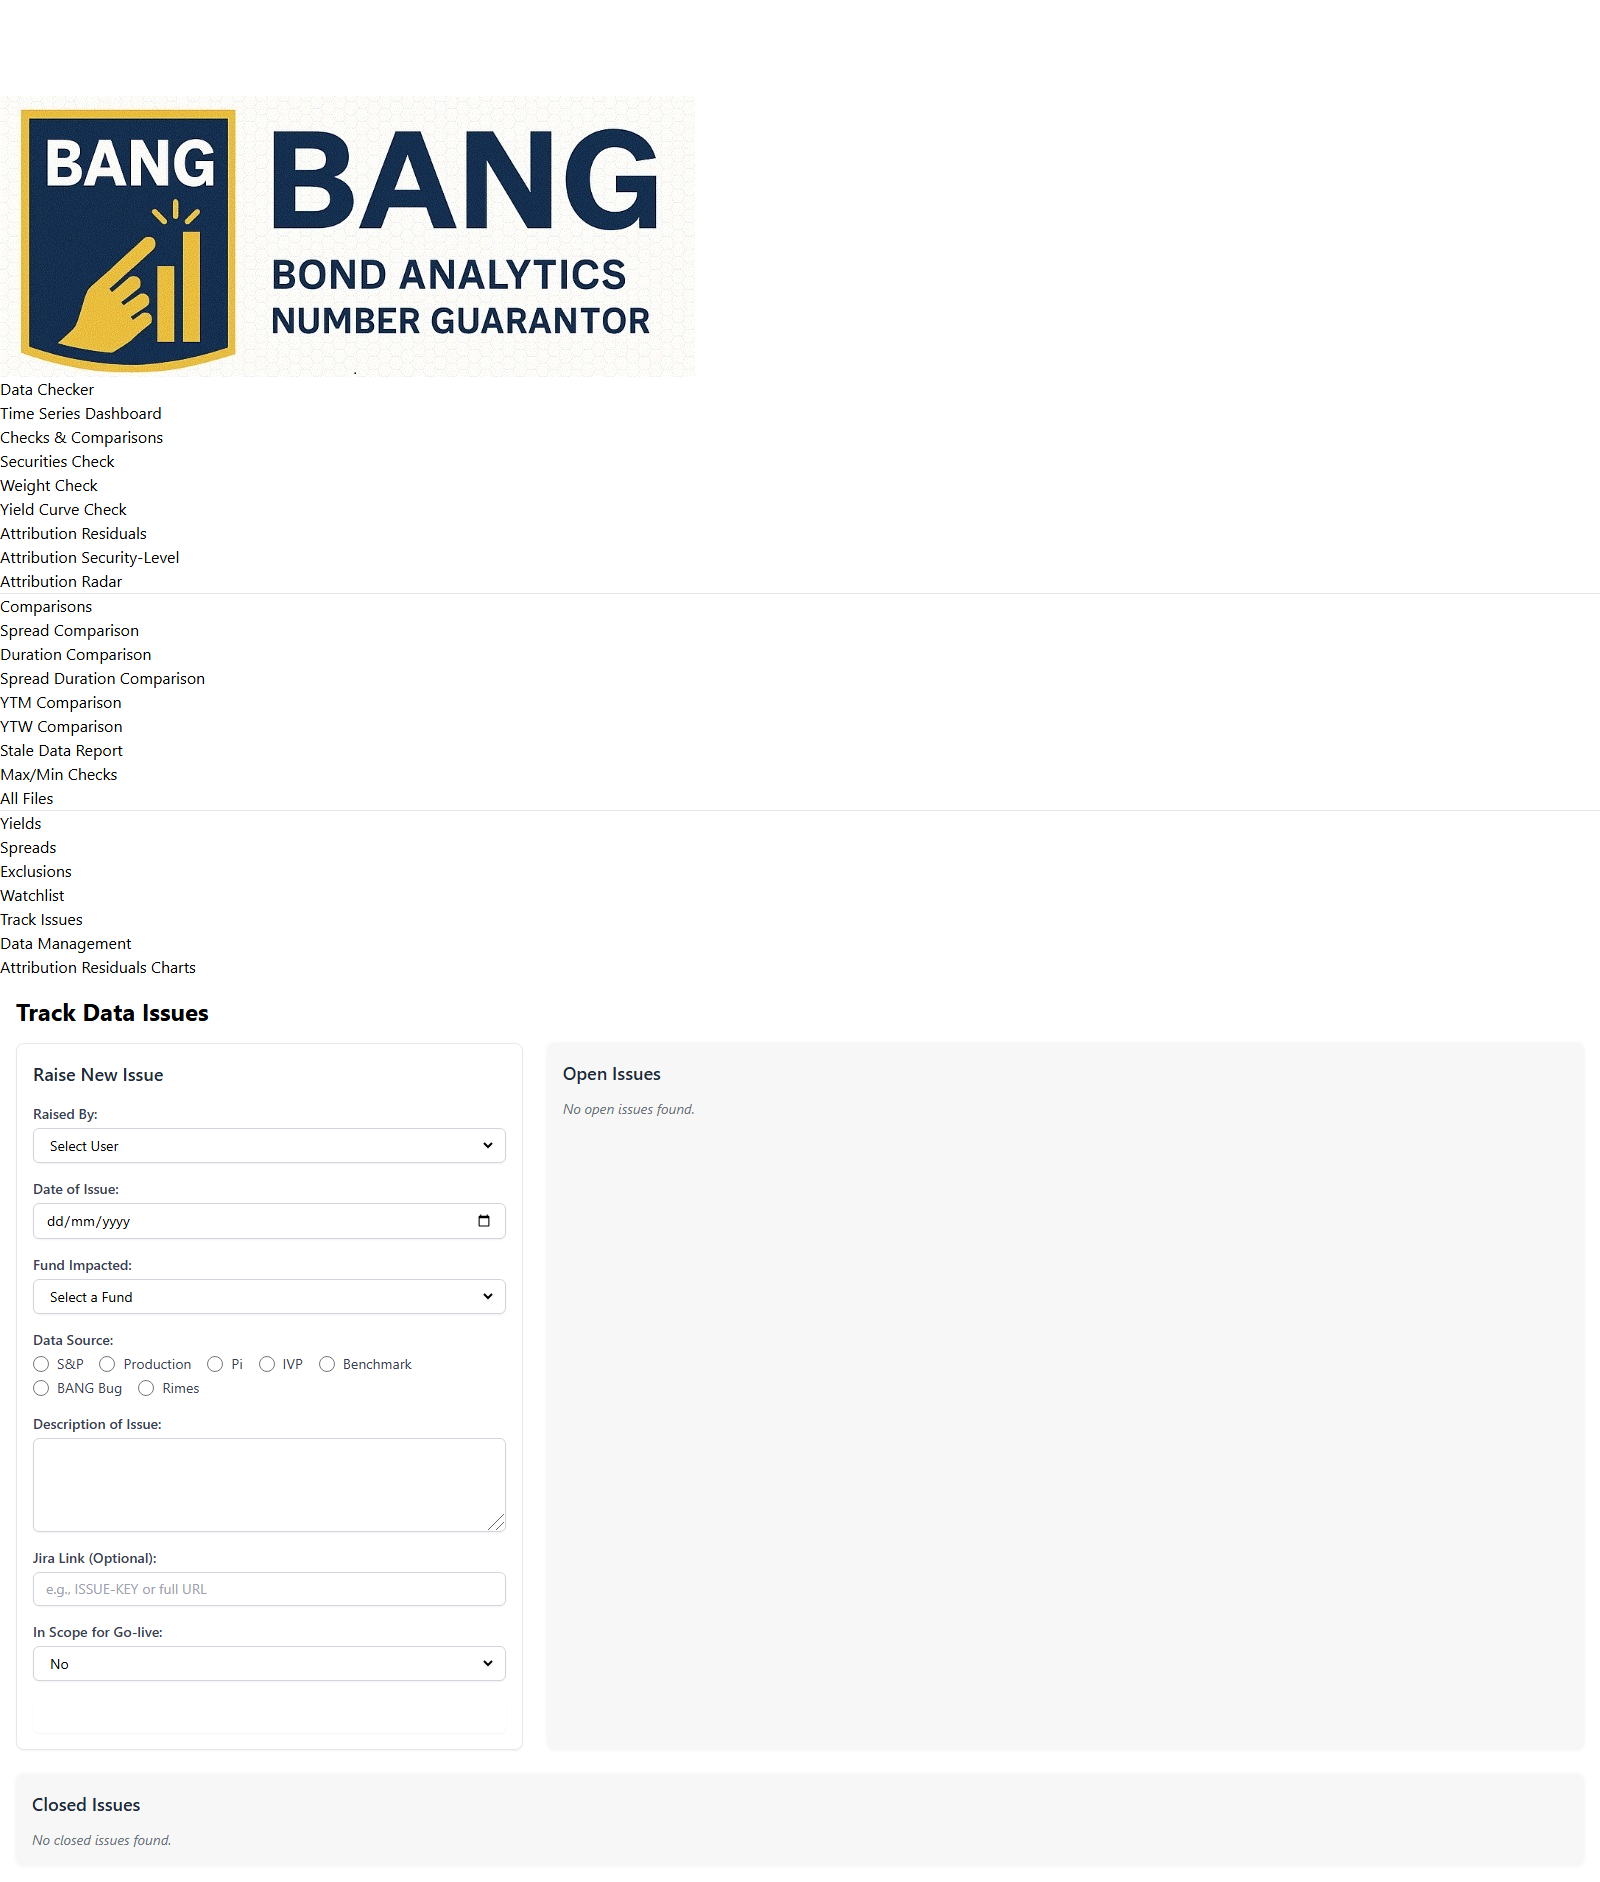 BANG
BANG
BOND ANALYTICS
NUMBER GUARANTOR
Data Checker
Time Series Dashboard
Checks & Comparisons
Securities Check
Weight Check
Yield Curve Check
Attribution Residuals
Attribution Security-Level
Attribution Radar
Comparisons
Spread Comparison
Duration Comparison
Spread Duration Comparison
YTM Comparison
YTW Comparison
Stale Data Report
Max/Min Checks
All Files
Yields
Spreads
Exclusions
Watchlist
Track Issues
Data Management
Attribution Residuals Charts
Track Data Issues
Raise New Issue
Raised By:
Select User
Date of Issue:
dd/mm/yyyy
Fund Impacted:
Select a Fund
Data Source:
S&P Production Pi IVP Benchmark
BANG Bug Rimes
Description of Issue:
Jira Link (Optional):
e.g., ISSUE-KEY or full URL
In Scope for Go-live:
No
Open Issues
No open issues found.
Closed Issues
No closed issues found.